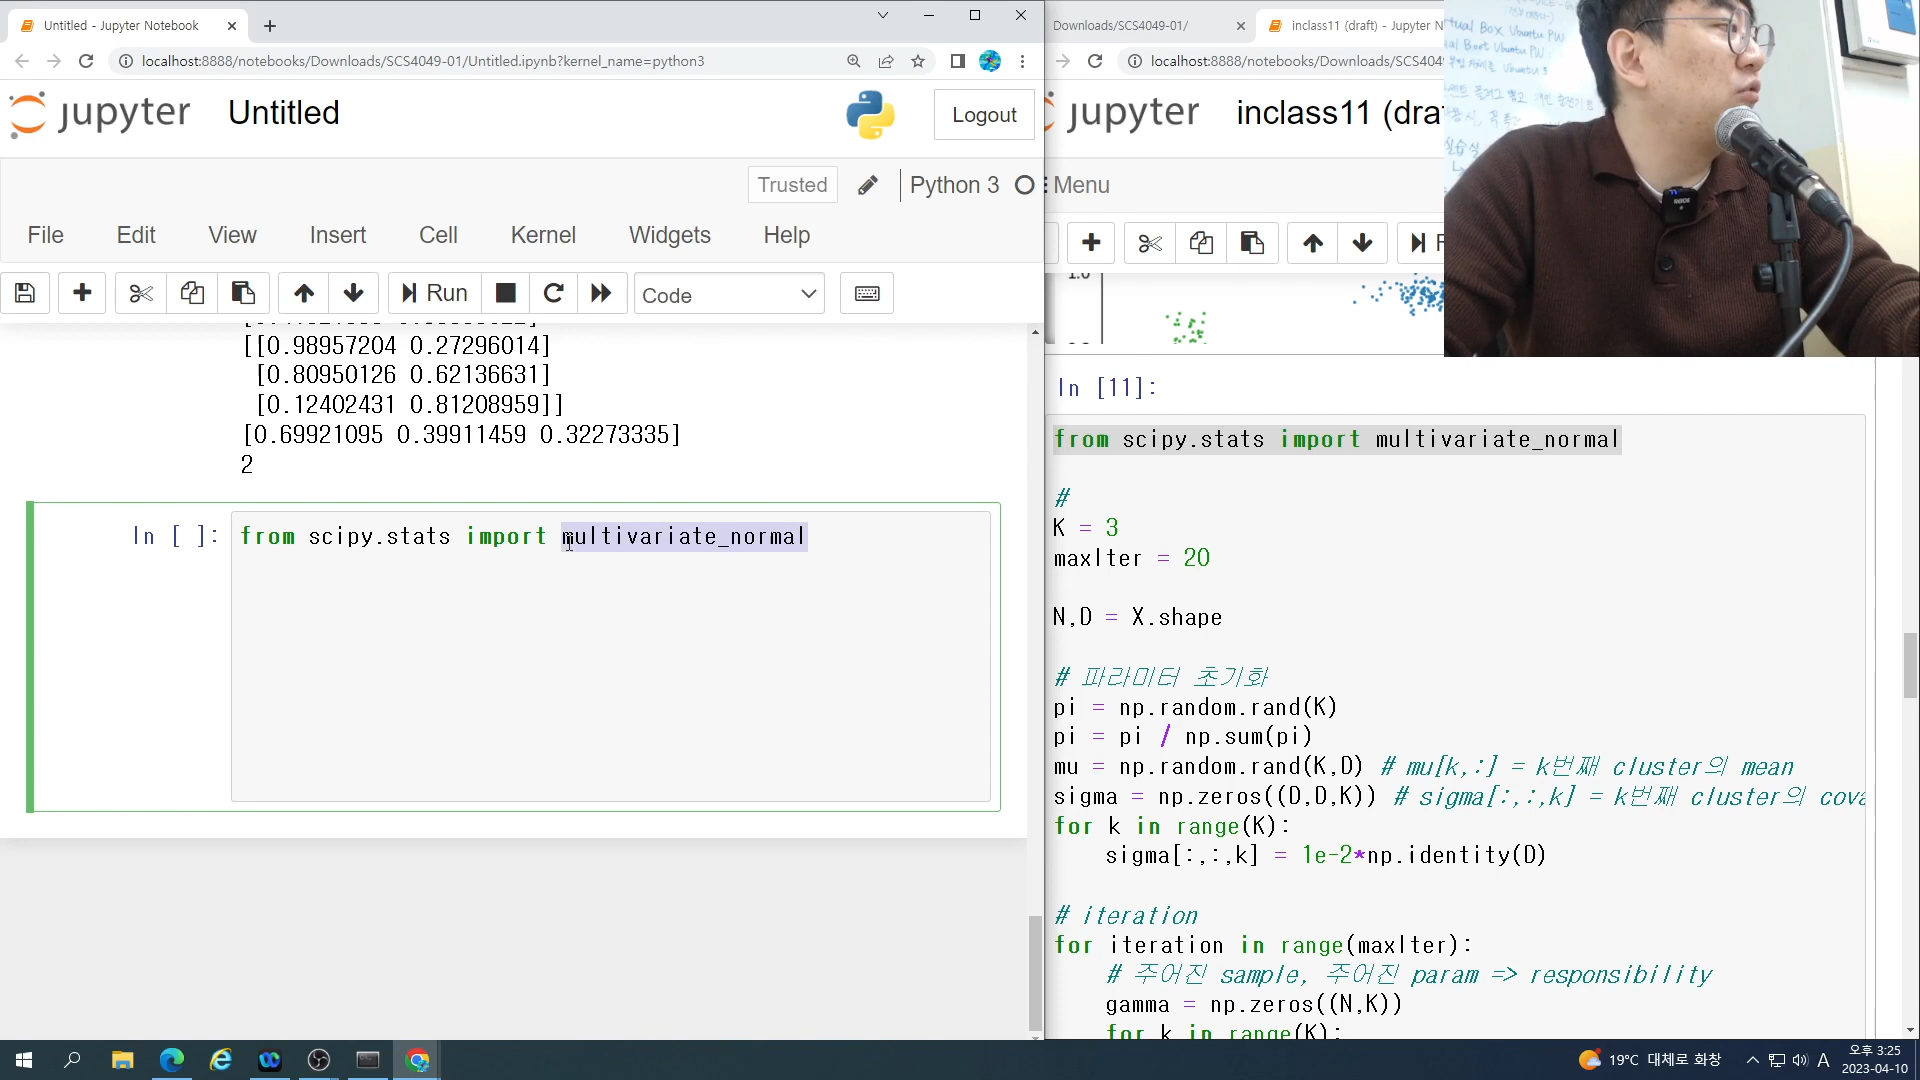 Untitled - Jupyter Notebook
localhost:8888/notebooks/Downloads/SCS4049-01/Untitled.ipynb?kernel_name=python3
jupyter Untitled
Logout
Trusted
Python 3
File Edit View Insert Cell Kernel Widgets Help
Run
Code
[[0.98957204 0.27296014]
[0.80950126 0.62136631]
[0.12402431 0.81208959]]
[0.69921095 0.39911459 0.32273335]
2
In [ ]:
from scipy.stats import multivariate_normal
Downloads/SCS4049-01/
inclass11 (draft) - Jupyter N
localhost:8888/notebooks/Downloads/SCS404
jupyter inclass11 (dra
Menu
In [11]:
from scipy.stats import multivariate_normal
#
K = 3
maxIter = 20
N,D = X.shape
# 파라미터 초기화
pi = np.random.rand(K)
pi = pi / np.sum(pi)
mu = np.random.rand(K,D) # mu[k,:] = k번째 cluster의 mean
sigma = np.zeros((D,D,K)) # sigma[:,:,k] = k번째 cluster의 cova
for k in range(K):
sigma[:,:,k] = 1e-2*np.identity(D)
# iteration
for iteration in range(maxIter):
# 주어진 sample, 주어진 param => responsibility
gamma = np.zeros((N,K))
for k in range(K):
19°C 대체로 화창
A
오후 3:25
2023-04-10